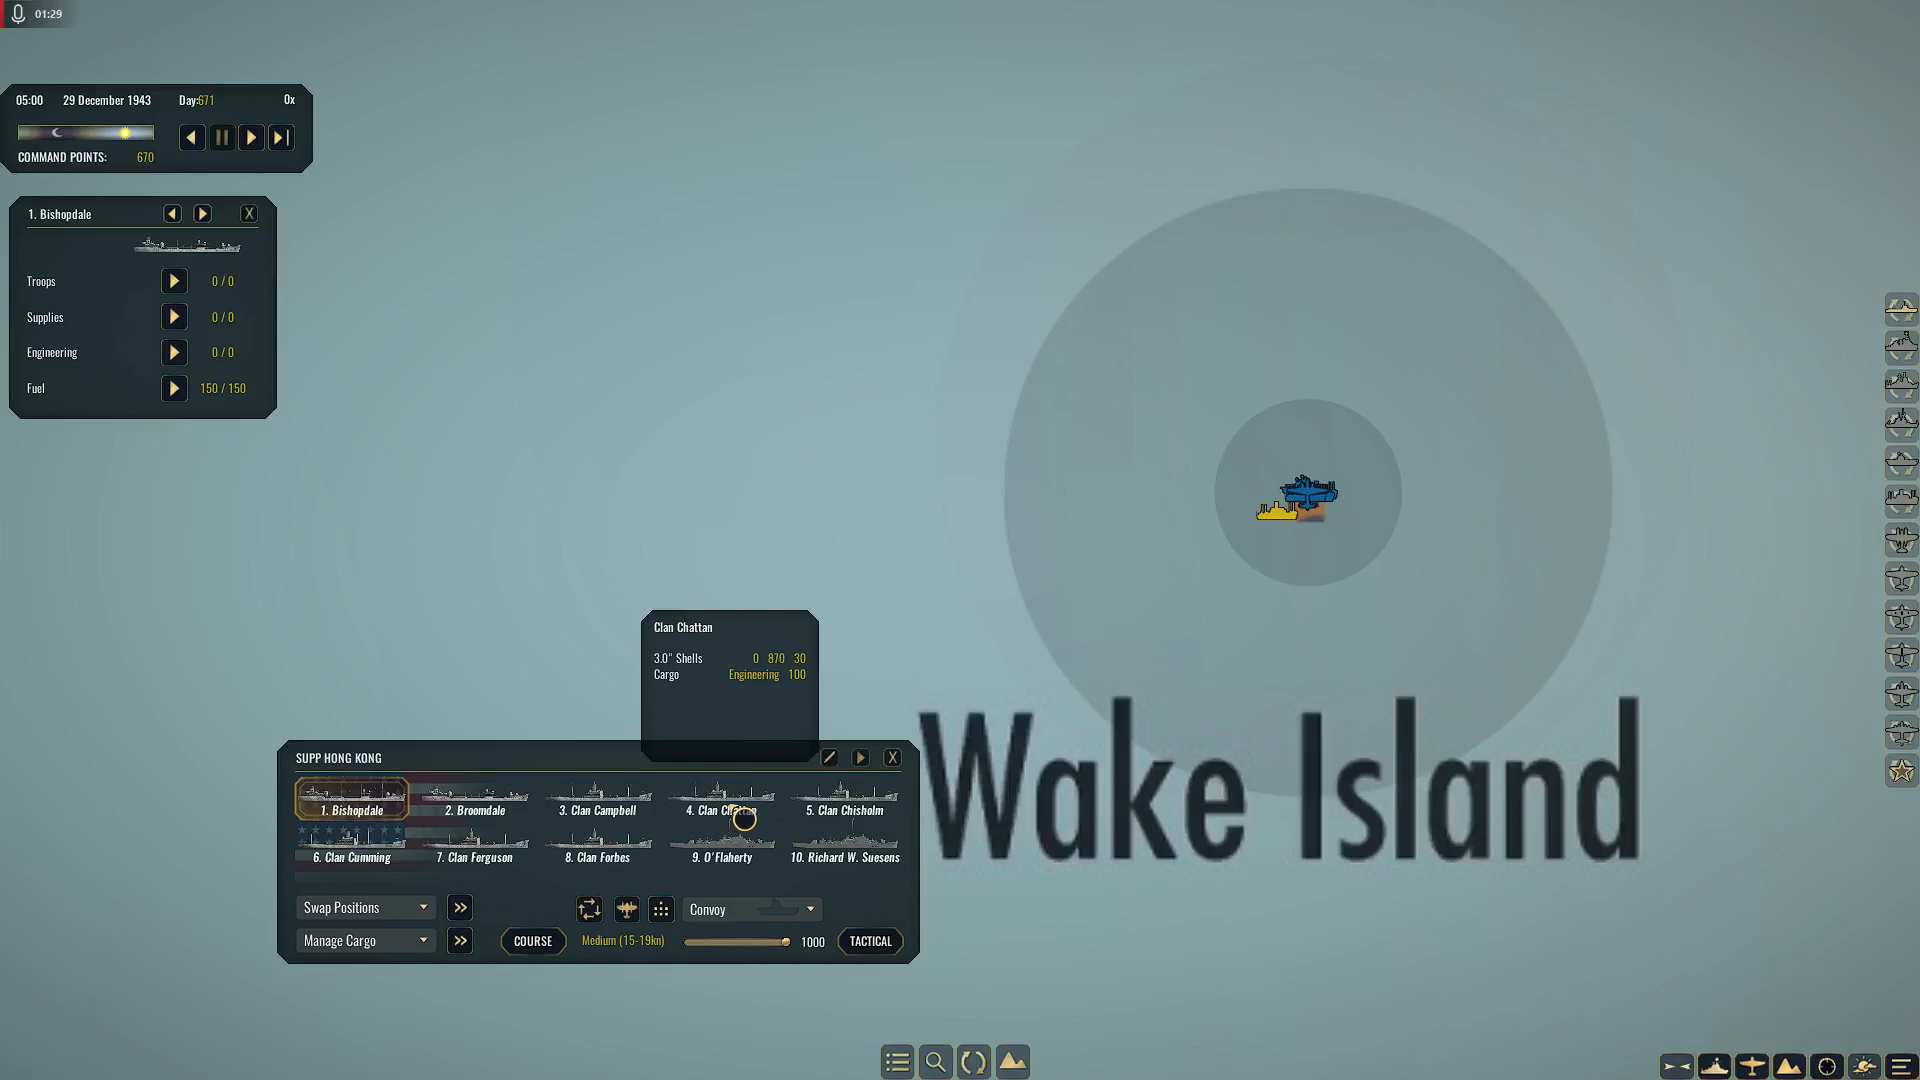 01:29
05:00 29 December 1943 Day:671 0x
COMMAND POINTS: 670
1. Bishopdale X
Troops 0 / 0
Supplies 0 / 0
Engineering 0 / 0
Fuel 150 / 150
Clan Chattan
3.0" Shells 0 870 30
Cargo Engineering 100
Wake Island
SUPP HONG KONG X
1. Bishopdale 2. Broomdale 3. Clan Campbell 4. Clan Chattan 5. Clan Chisholm
6. Clan Cumming 7. Clan Ferguson 8. Clan Forbes 9. O'Flaherty 10. Richard W. Suesens
Swap Positions Convoy
Manage Cargo COURSE Medium (15-19kn) 1000 TACTICAL